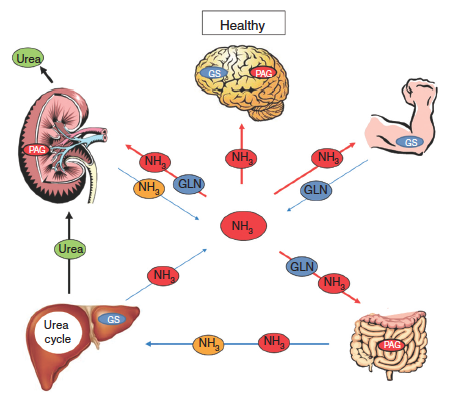 Healthy
Urea
GS
PAG
PAG
GS
NH3
GLN
NH3
NH3
NH3
GLN
NH3
Urea
NH3
GLN
NH3
GS
Urea
cycle
NH3
NH3
PAG